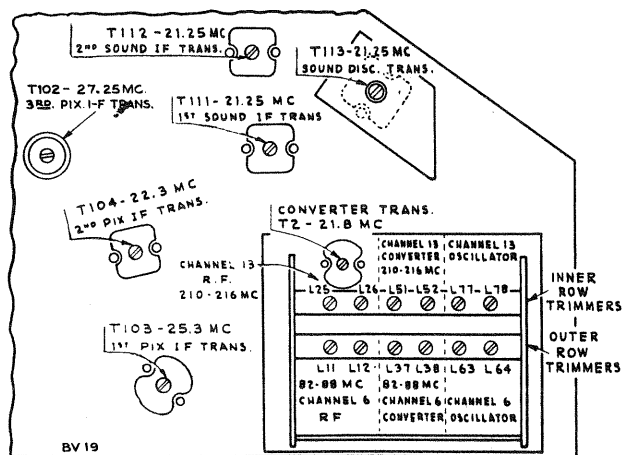 T112 - 21.25 MC
2ND SOUND IF TRANS.
T113-21.25 MC
SOUND DISC. TRANS.
T102 - 27.25 MC.
3RD. PIX. I-F TRANS.
T111 - 21.25 MC
1ST SOUND IF TRANS
T104 - 22.3 MC
2ND PIX IF TRANS.
CONVERTER TRANS.
T2 - 21.8 MC
CHANNEL 13
R.F.
210-216 MC
CHANNEL 13
CONVERTER
210-216 MC
CHANNEL 13
OSCILLATOR
L25 L26 L51 L52 L77 L78
INNER
ROW
TRIMMERS
T103 - 25.3 MC
1ST PIX IF TRANS.
OUTER
ROW
TRIMMERS
L11 L12 L37 L38 L63 L64
82-88 MC
CHANNEL 6
RF
82-88 MC
CHANNEL 6
CONVERTER
CHANNEL 6
OSCILLATOR
BV 19